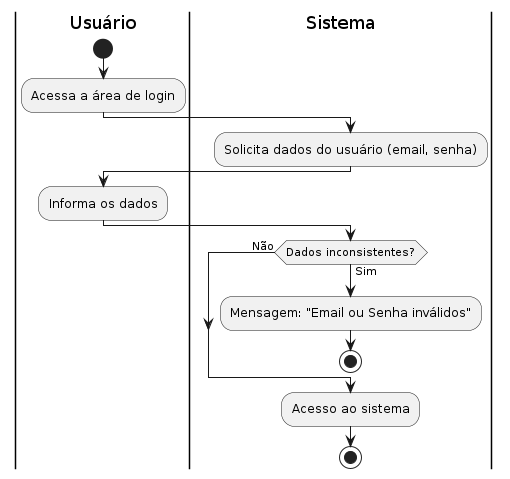 Usuário
Sistema
Acessa a área de login
Solicita dados do usuário (email, senha)
Informa os dados
Não
Dados inconsistentes?
Sim
Mensagem: "Email ou Senha inválidos"
Acesso ao sistema